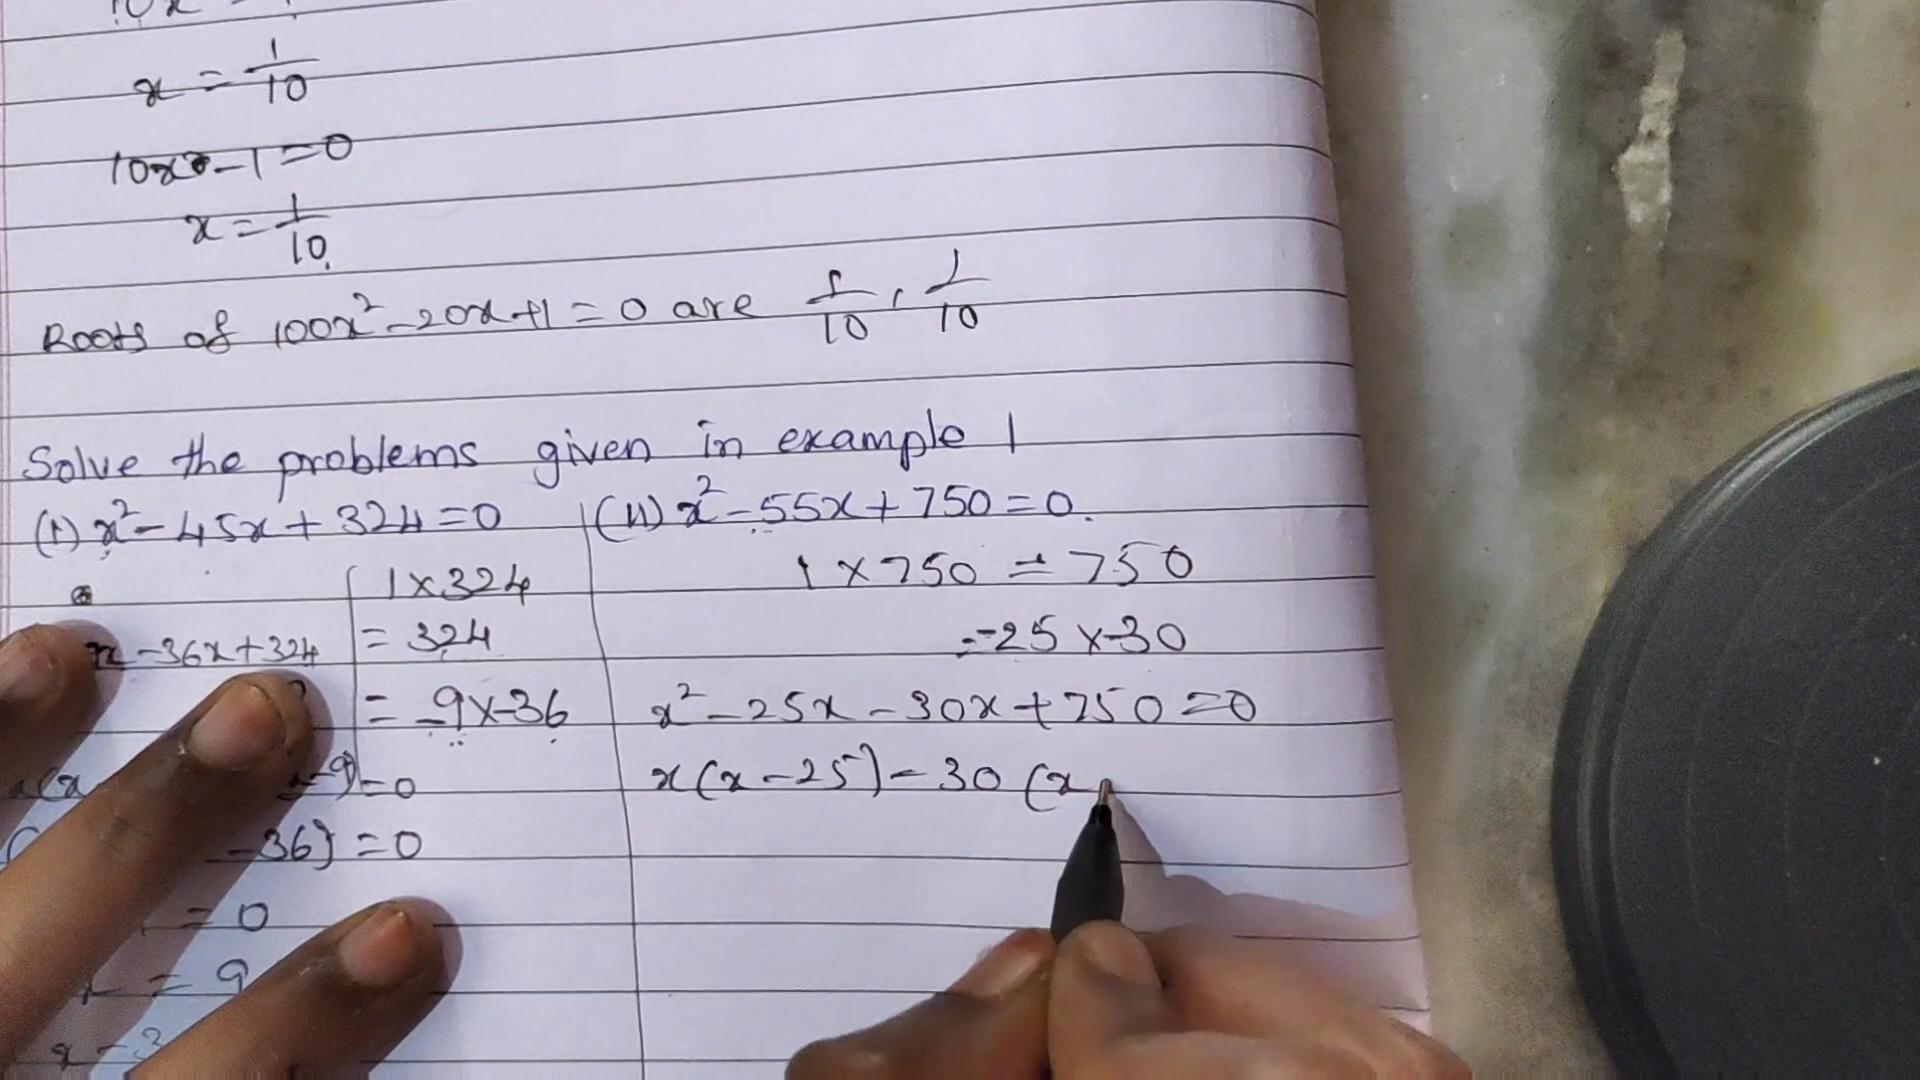 x = 1/10
10x - 1 = 0
x = 1/10
Roots of 100x² - 20x + 1 = 0 are 1/10, 1/10
Solve the problems given in example 1
(i) x² - 45x + 324 = 0
1 x 324
- 36x + 324
= 324
= -9 x -36
- 9) = 0
- 36) = 0
= 0
= 9
(ii) x² - 55x + 750 = 0.
1 x 750 = 750
= -25 x -30
x² - 25x - 30x + 750 = 0
x(x - 25) - 30 (x